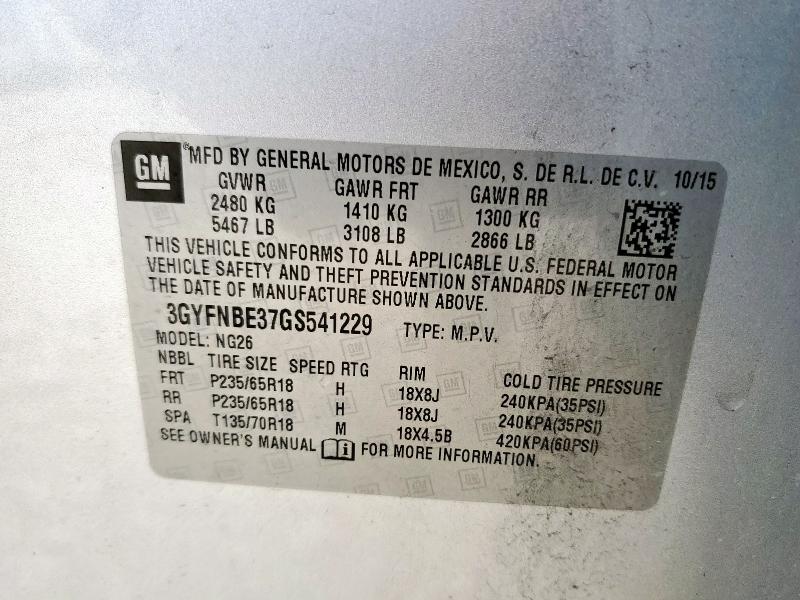 GM ® MFD BY GENERAL MOTORS DE MEXICO, S. DE R.L. DE C.V. 10/15
GVWR GAWR FRT GAWR RR
2480 KG 1410 KG 1300 KG
5467 LB 3108 LB 2866 LB
THIS VEHICLE CONFORMS TO ALL APPLICABLE U.S. FEDERAL MOTOR
VEHICLE SAFETY AND THEFT PREVENTION STANDARDS IN EFFECT ON
THE DATE OF MANUFACTURE SHOWN ABOVE.
3GYFNBE37GS541229 TYPE: M.P.V.
MODEL: NG26
NBBL TIRE SIZE SPEED RTG RIM COLD TIRE PRESSURE
FRT P235/65R18 H 18X8J 240KPA(35PSI)
RR P235/65R18 H 18X8J 240KPA(35PSI)
SPA T135/70R18 M 18X4.5B 420KPA(60PSI)
SEE OWNER'S MANUAL i FOR MORE INFORMATION.